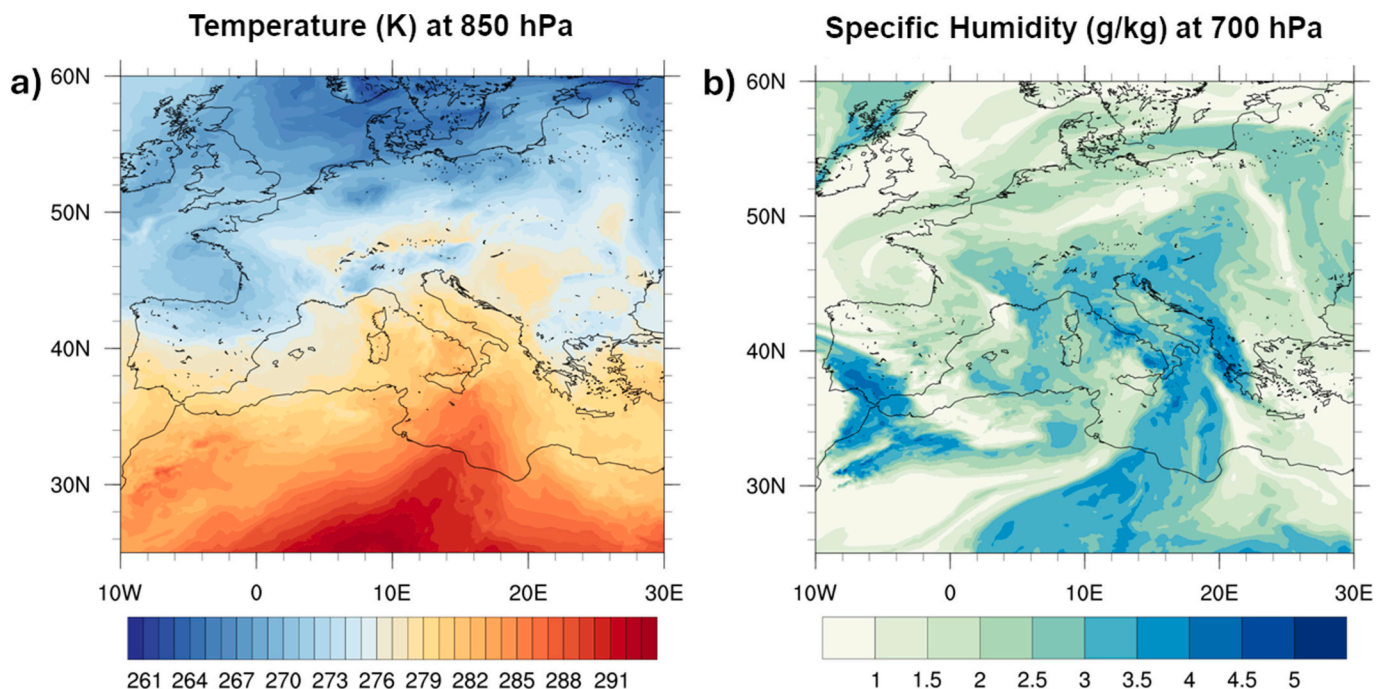 Temperature (K) at 850 hPa
Specific Humidity (g/kg) at 700 hPa
a)
60N
50N
40N
30N
10W 0 10E 20E 30E
261 264 267 270 273 276 279 282 285 288 291
b)
60N
50N
40N
30N
10W 0 10E 20E 30E
1 1.5 2 2.5 3 3.5 4 4.5 5